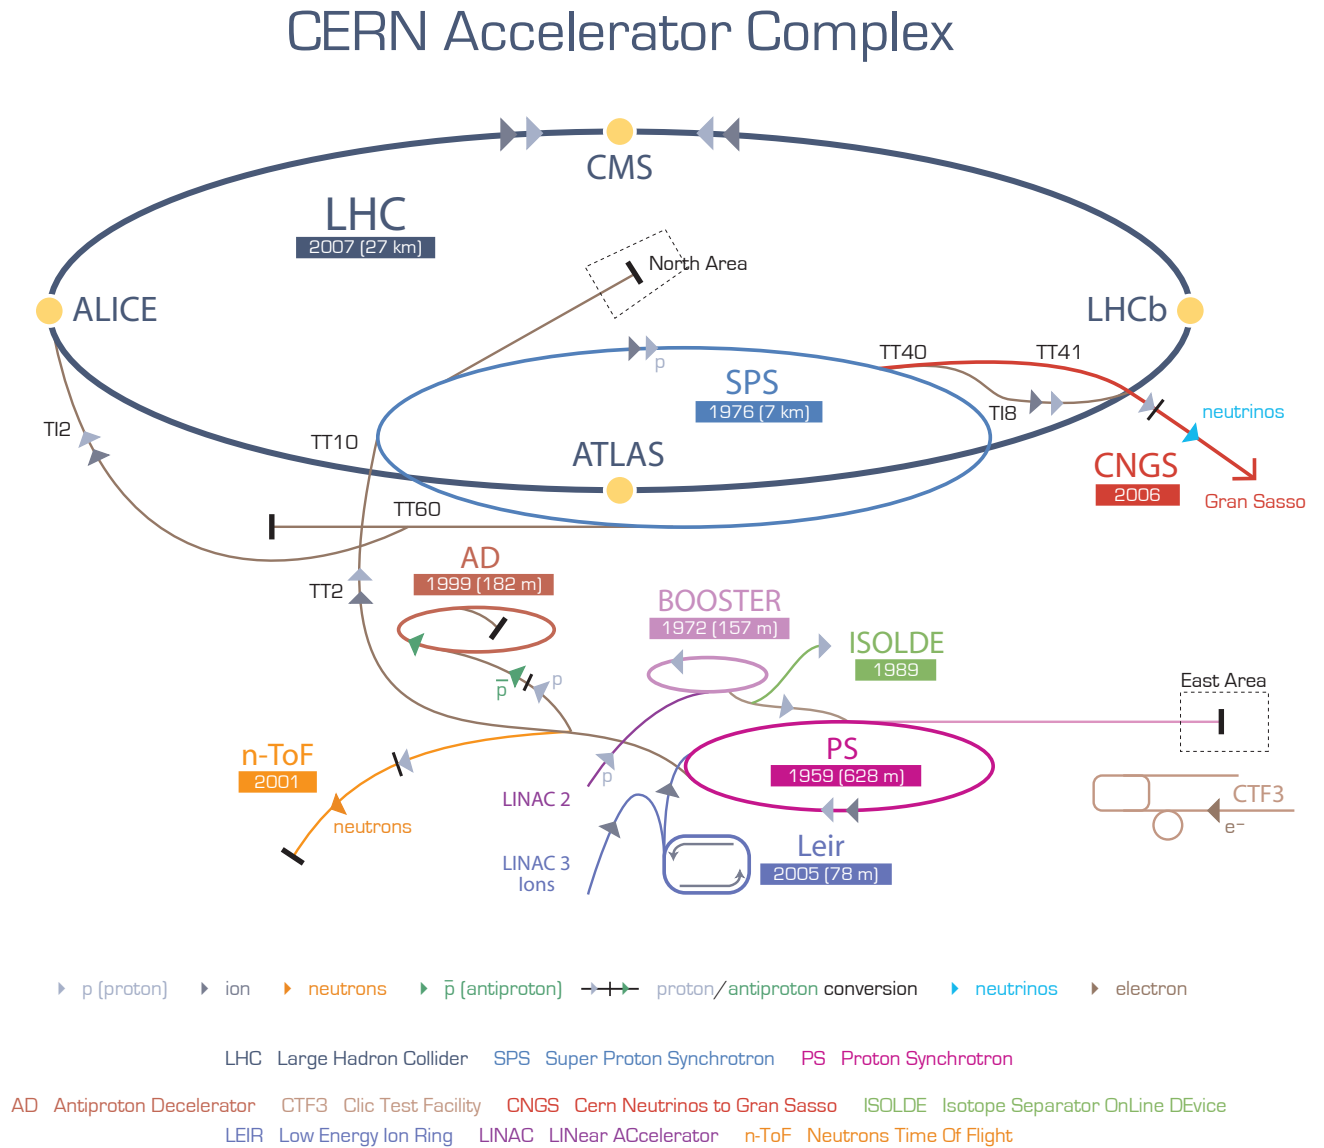 CERN Accelerator Complex
CMS
LHC
2007 (27 km)
North Area
ALICE
LHCb
TT40
TT41
p
SPS
1976 (7 km)
TI8
neutrinos
TI2
TT10
ATLAS
CNGS
2006
Gran Sasso
TT60
AD
1999 (182 m)
TT2
BOOSTER
1972 (157 m)
ISOLDE
1989
p̄
p
East Area
n-ToF
2001
PS
1959 (628 m)
p
LINAC 2
CTF3
neutrons
e⁻
Leir
2005 (78 m)
LINAC 3
Ions
p (proton) ion neutrons p̄ (antiproton) proton/antiproton conversion neutrinos electron
LHC Large Hadron Collider SPS Super Proton Synchrotron PS Proton Synchrotron
AD Antiproton Decelerator CTF3 Clic Test Facility CNGS Cern Neutrinos to Gran Sasso ISOLDE Isotope Separator OnLine DEvice
LEIR Low Energy Ion Ring LINAC LINear ACcelerator n-ToF Neutrons Time Of Flight